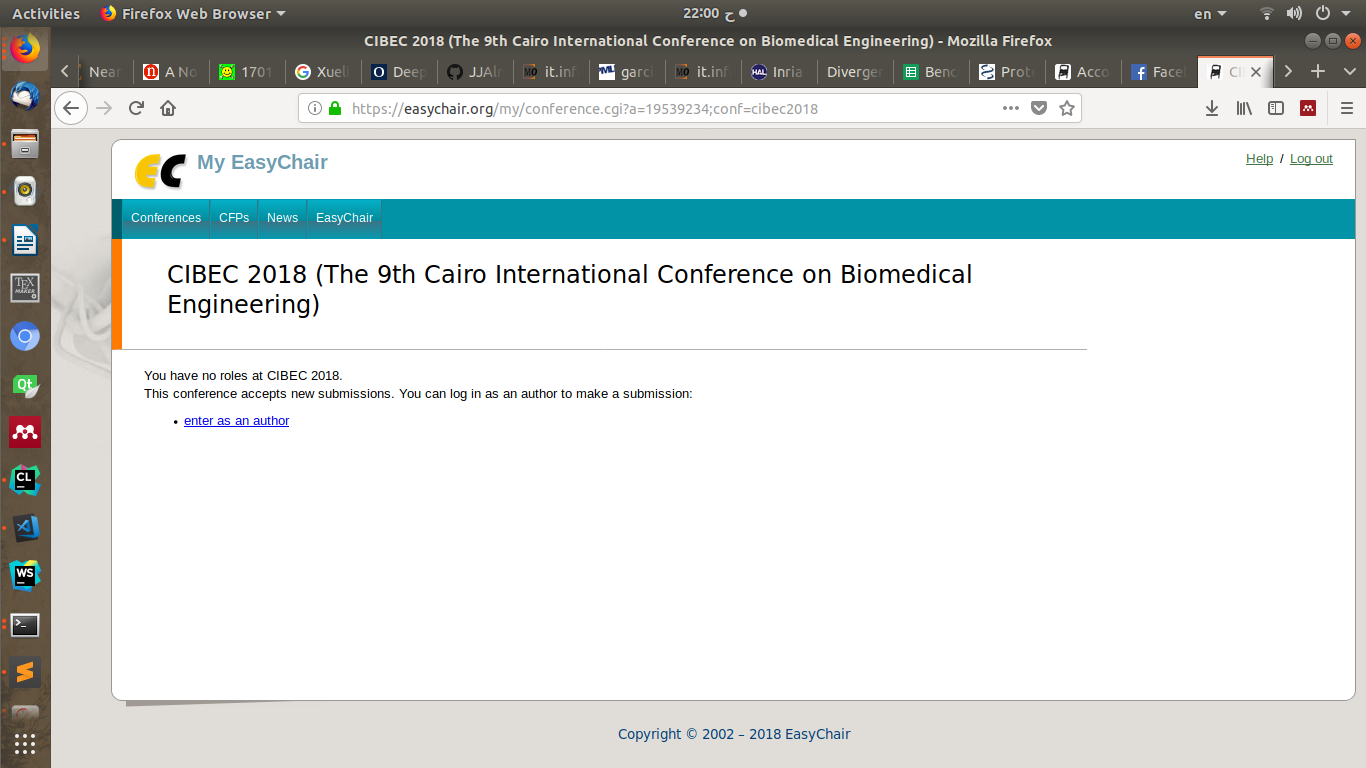 Activities Firefox Web Browser 22:00 ح en
CIBEC 2018 (The 9th Cairo International Conference on Biomedical Engineering) - Mozilla Firefox
Near A No 1701 Xueli Deep JJAlr it.inf garci it.inf Inria Diverger Benc Prote Acco Face CI
https://easychair.org/my/conference.cgi?a=19539234;conf=cibec2018
EC My EasyChair Help / Log out
Conferences CFPs News EasyChair
CIBEC 2018 (The 9th Cairo International Conference on Biomedical
Engineering)
You have no roles at CIBEC 2018.
This conference accepts new submissions. You can log in as an author to make a submission:
• enter as an author
Copyright © 2002 – 2018 EasyChair